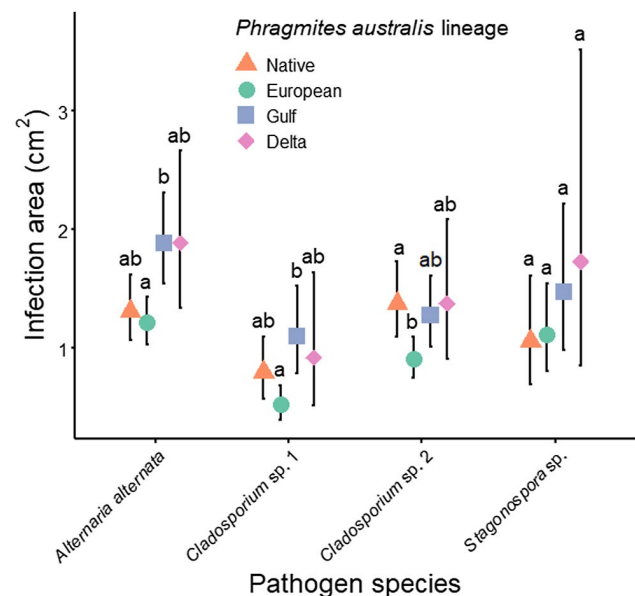 Phragmites australis lineage
Native
European
Gulf
Delta
Infection area (cm²)
3
2
1
ab
a
b
ab
ab
a
b
ab
a
b
ab
ab
a
a
a
a
Alternaria alternata
Cladosporium sp. 1
Cladosporium sp. 2
Stagonospora sp.
Pathogen species